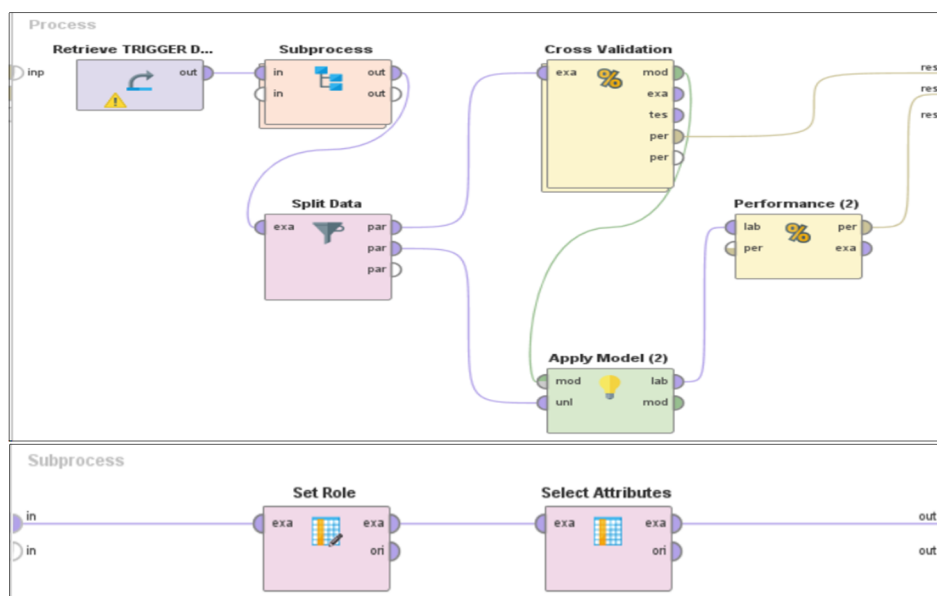 Process
Retrieve TRIGGER D...
Subprocess
Cross Validation
inp
out
in
out
in
out
exa
mod
exa
tes
per
per
res
res
res
Split Data
exa
par
par
par
Performance (2)
lab
per
per
exa
Apply Model (2)
mod
lab
unl
mod
Subprocess
Set Role
Select Attributes
in
exa
exa
exa
exa
out
in
ori
ori
out